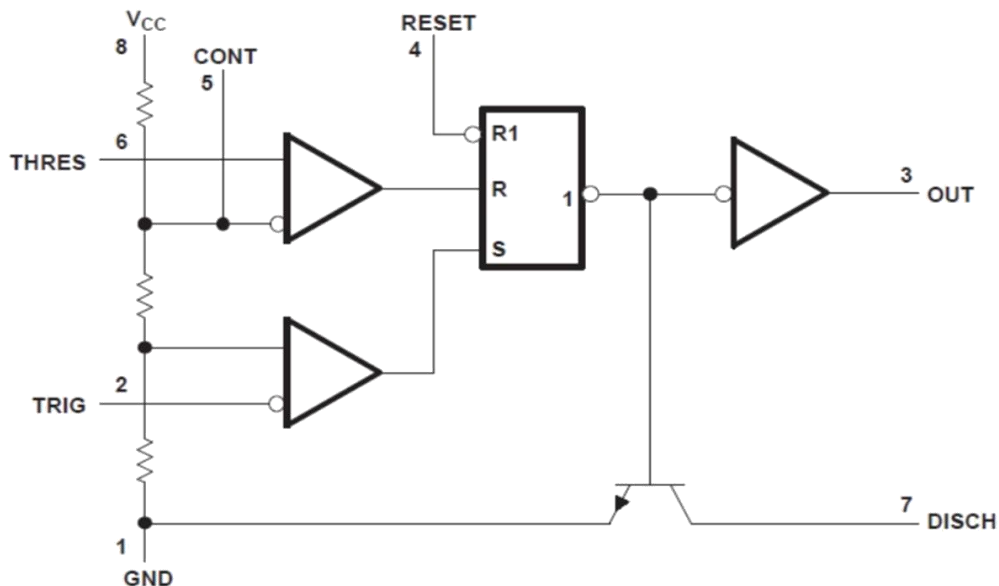 VCC
8
CONT
5
RESET
4
6
THRES
R1
R
1
S
3
OUT
2
TRIG
7
DISCH
1
GND